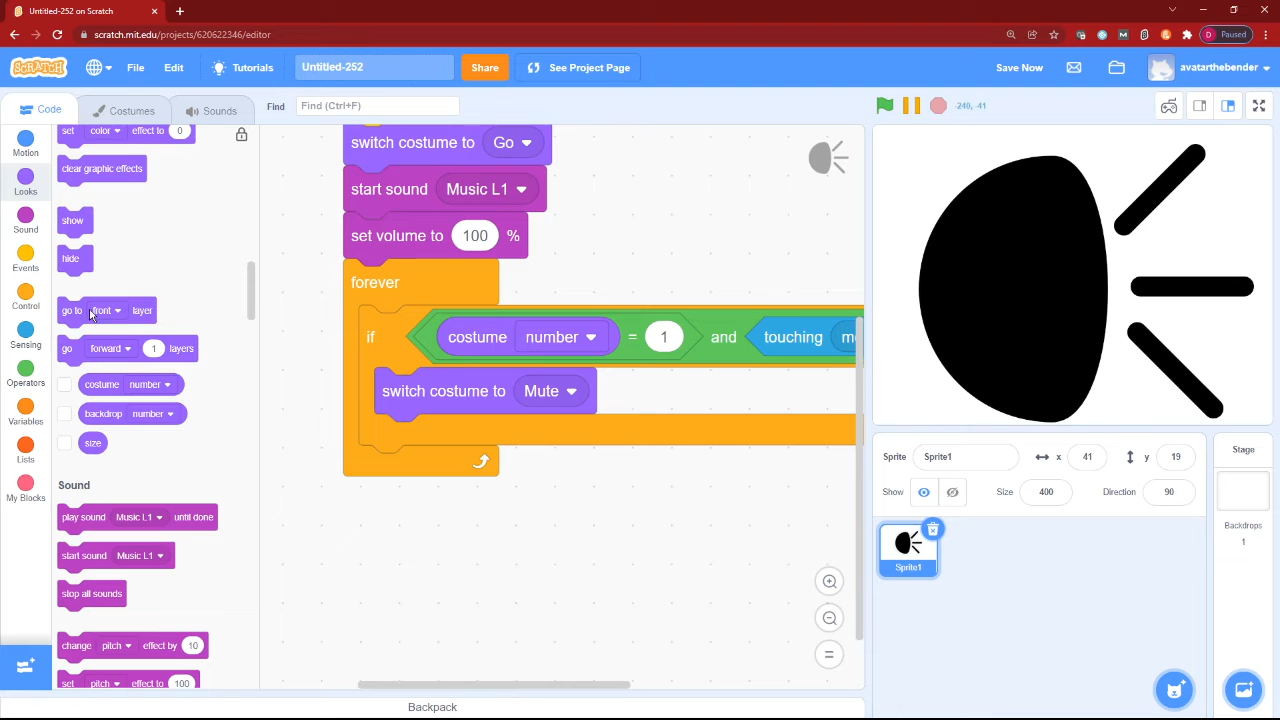 Untitled-252 on Scratch
scratch.mit.edu/projects/620622346/editor
D Paused
SCRATCH
File
Edit
Tutorials
Untitled-252
Share
See Project Page
Save Now
avatarthebender
Code
Costumes
Sounds
Find
Find (Ctrl+F)
-240, -41
Motion
Looks
Sound
Events
Control
Sensing
Operators
Variables
Lists
My Blocks
set color effect to 0
clear graphic effects
show
hide
go to front layer
go forward 1 layers
costume number
backdrop number
size
Sound
play sound Music L1 until done
start sound Music L1
stop all sounds
change pitch effect by 10
set pitch effect to 100
switch costume to Go
start sound Music L1
set volume to 100 %
forever
if costume number = 1 and touching
switch costume to Mute
Sprite Sprite1 x 41 y 19
Show Size 400 Direction 90
Sprite1
Stage
Backdrops
1
Backpack